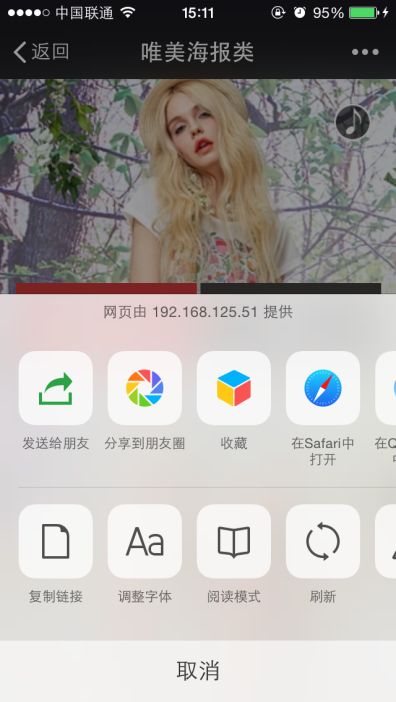 中国联通 15:11 95%
返回 唯美海报类
网页由 192.168.125.51 提供
发送给朋友 分享到朋友圈 收藏 在Safari中
打开
复制链接 Aa 调整字体 阅读模式 刷新
取消